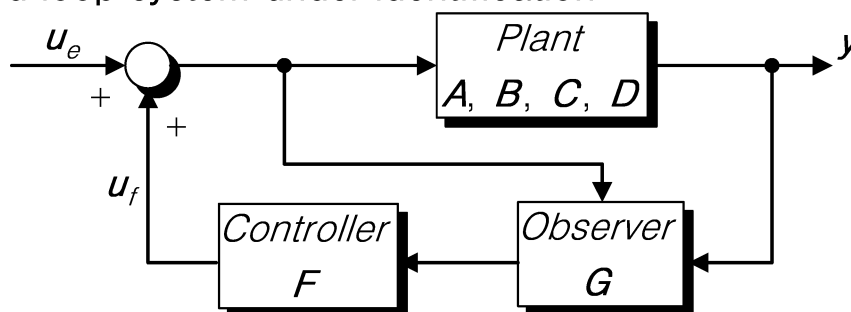 u_e
Plant
y
A, B, C, D
+
+
u_f
Controller
Observer
F
G